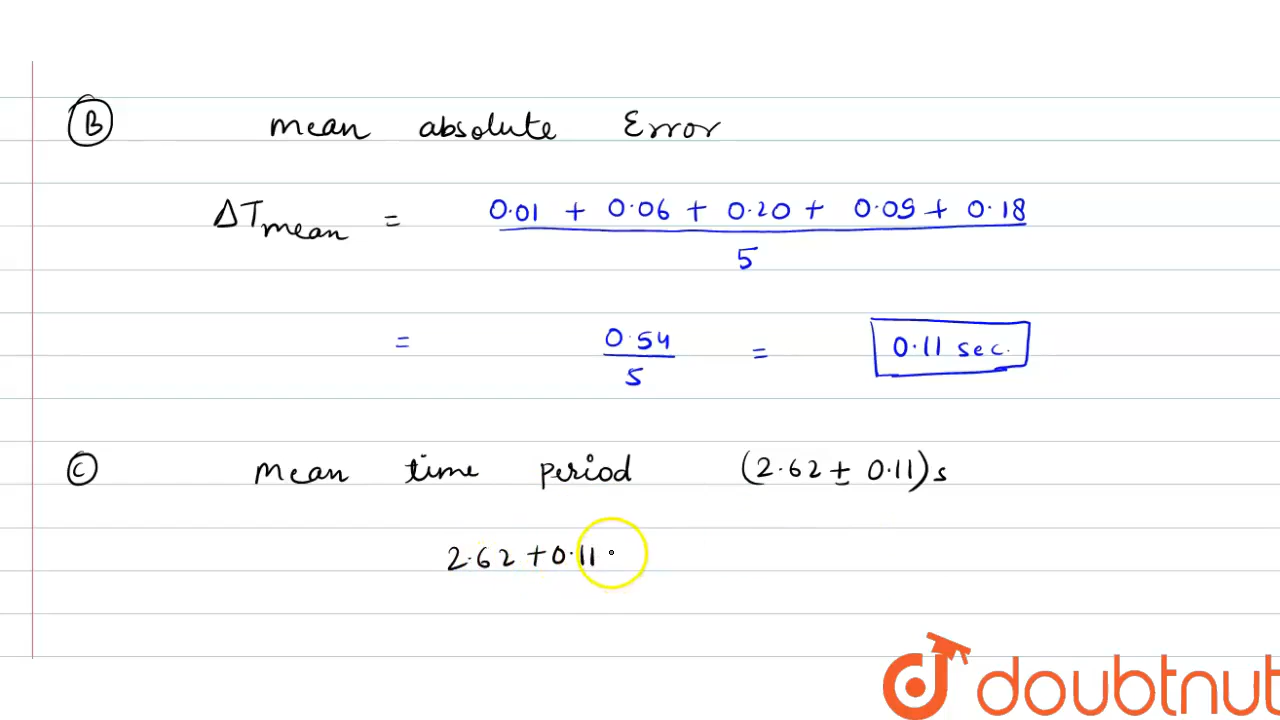 B mean absolute Error
ΔTmean = 0.01 + 0.06 + 0.20 + 0.09 + 0.18
5
= 0.54 = 0.11 sec.
5
C mean time period (2.62 ± 0.11)s
2.62 + 0.11
doubtnut